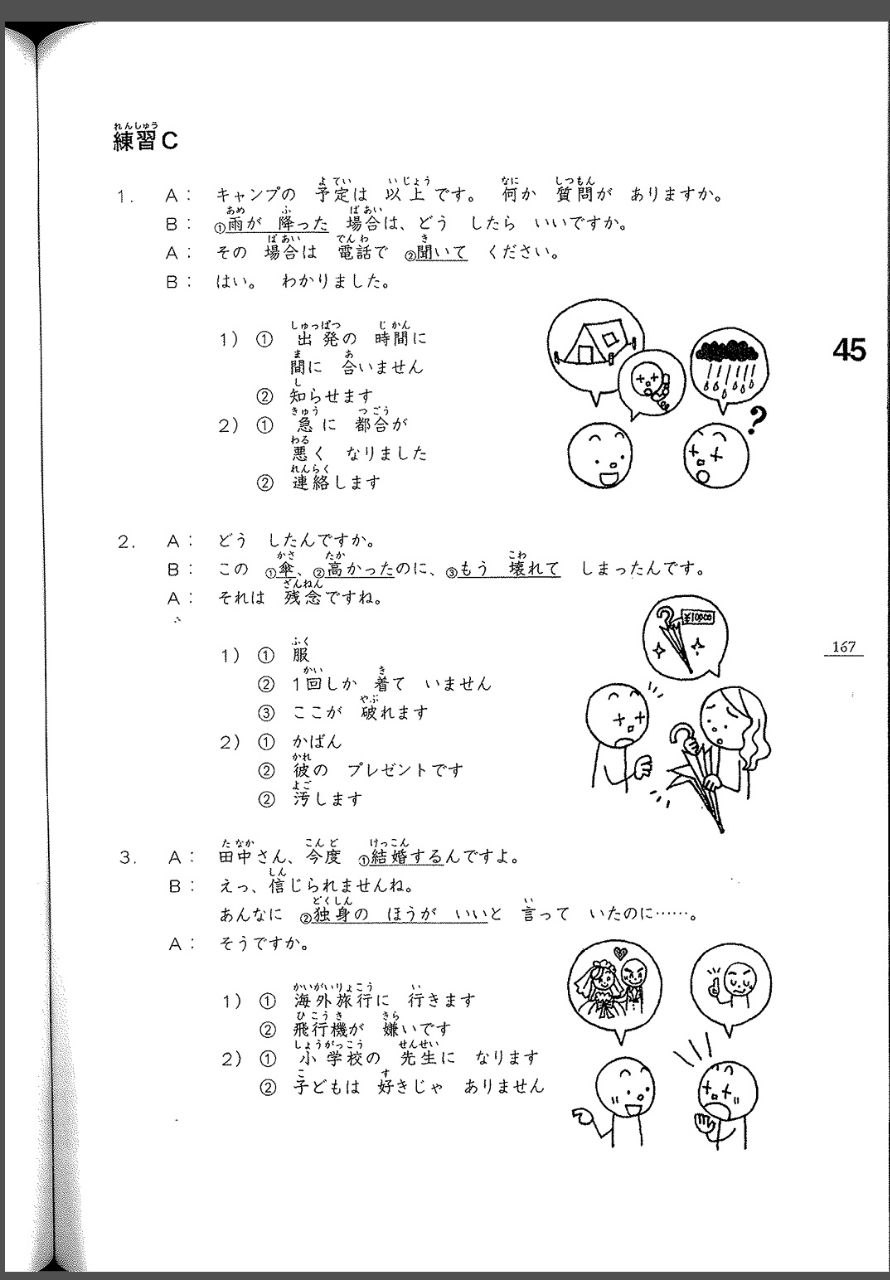 練習C
1. A： キャンプの 予定は 以上です。 何か 質問が ありますか。
B： ①雨が 降った 場合は、どう したら いいですか。
A： その 場合は 電話で ②聞いて ください。
B： はい。 わかりました。
1) ① 出発の 時間に
間に 合いません
② 知らせます
2) ① 急に 都合が
悪く なりました
② 連絡します
45
?
2. A： どう したんですか。
B： この ①傘、②高かったのに、③もう 壊れて しまったんです。
A： それは 残念ですね。
¥10000
167
1) ① 服
② 1回しか 着て いません
③ ここが 破れます
2) ① かばん
② 彼の プレゼントです
② 汚します
3. A： 田中さん、今度 ①結婚するんですよ。
B： えっ、信じられませんね。
あんなに ②独身の ほうが いいと 言って いたのに……。
A： そうですか。
1) ① 海外旅行に 行きます
② 飛行機が 嫌いです
2) ① 小学校の 先生に なります
② 子どもは 好きじゃ ありません